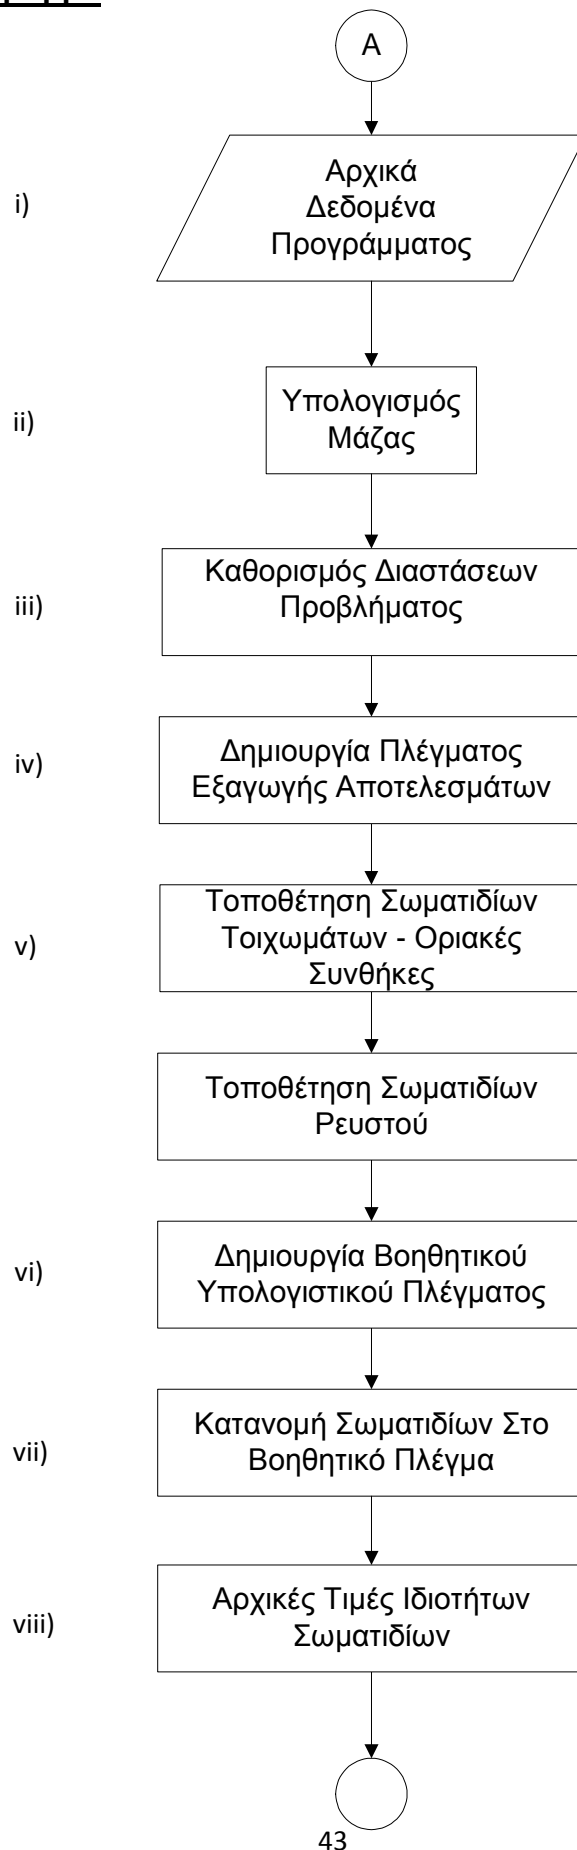 A
i)
Αρχικά
Δεδομένα
Προγράμματος
ii)
Υπολογισμός
Μάζας
iii)
Καθορισμός Διαστάσεων
Προβλήματος
iv)
Δημιουργία Πλέγματος
Εξαγωγής Αποτελεσμάτων
v)
Τοποθέτηση Σωματιδίων
Τοιχωμάτων - Οριακές
Συνθήκες
Τοποθέτηση Σωματιδίων
Ρευστού
vi)
Δημιουργία Βοηθητικού
Υπολογιστικού Πλέγματος
vii)
Κατανομή Σωματιδίων Στο
Βοηθητικό Πλέγμα
viii)
Αρχικές Τιμές Ιδιοτήτων
Σωματιδίων
43